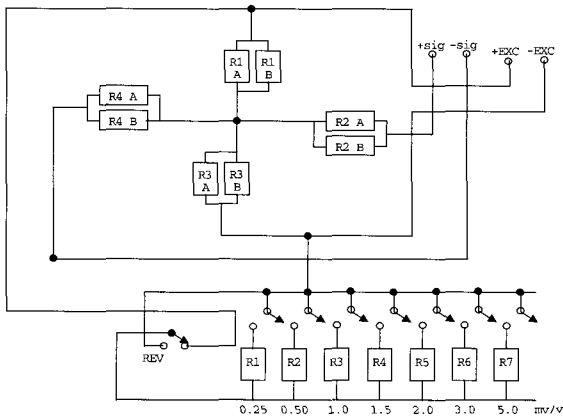 +sig -sig +EXC -EXC
R1 A R1 B
R4 A
R4 B
R2 A
R2 B
R3 A R3 B
REV
R1 R2 R3 R4 R5 R6 R7
0.25 0.50 1.0 1.5 2.0 3.0 5.0 mv/v